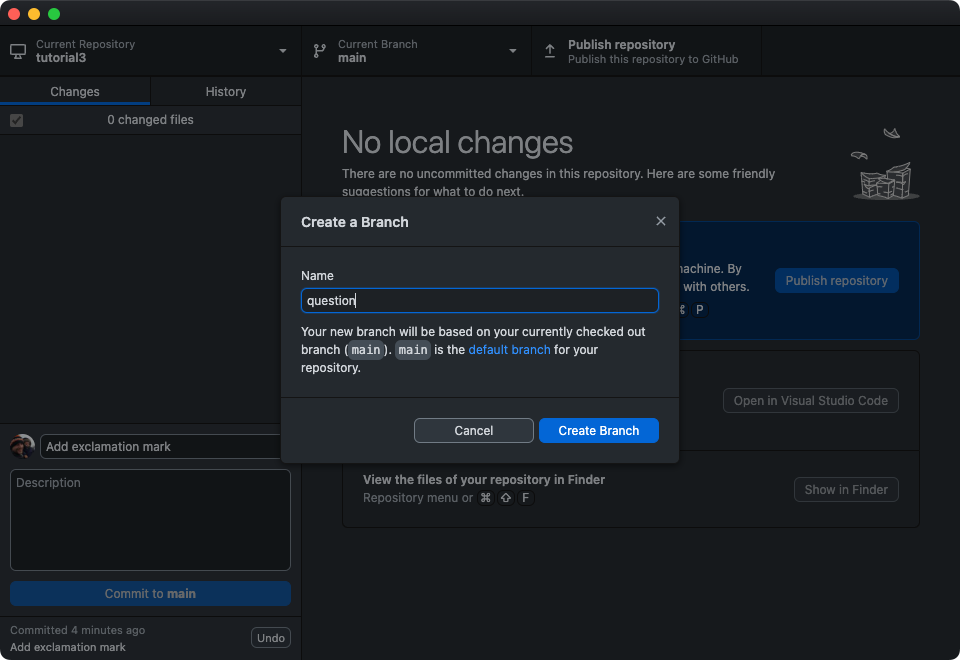 Current Repository
tutorial3
Current Branch
main
Publish repository
Publish this repository to GitHub
Changes
History
0 changed files
No local changes
There are no uncommitted changes in this repository. Here are some friendly
suggestions for what to do next.
Create a Branch
Name
question
Your new branch will be based on your currently checked out
branch (main). main is the default branch for your
repository.
Cancel
Create Branch
machine. By
with others.
⌘ P
Publish repository
Open in Visual Studio Code
View the files of your repository in Finder
Repository menu or ⌘ ⇧ F
Show in Finder
Add exclamation mark
Description
Commit to main
Committed 4 minutes ago
Add exclamation mark
Undo